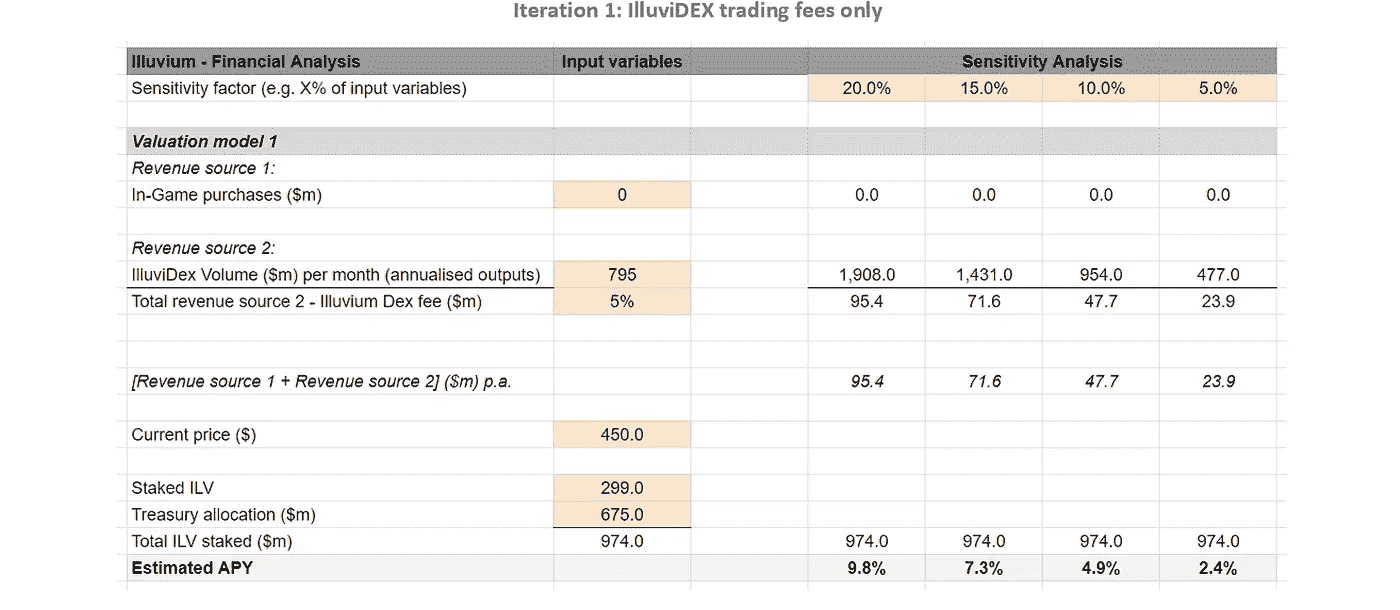 Iteration 1: IlluviDEX trading fees only
Illuvium - Financial Analysis Input variables Sensitivity Analysis
Sensitivity factor (e.g. X% of input variables) 20.0% 15.0% 10.0% 5.0%
Valuation model 1
Revenue source 1:
In-Game purchases ($m) 0 0.0 0.0 0.0 0.0
Revenue source 2:
IlluviDex Volume ($m) per month (annualised outputs) 795 1,908.0 1,431.0 954.0 477.0
Total revenue source 2 - Illuvium Dex fee ($m) 5% 95.4 71.6 47.7 23.9
[Revenue source 1 + Revenue source 2] ($m) p.a. 95.4 71.6 47.7 23.9
Current price ($) 450.0
Staked ILV 299.0
Treasury allocation ($m) 675.0
Total ILV staked ($m) 974.0 974.0 974.0 974.0 974.0
Estimated APY 9.8% 7.3% 4.9% 2.4%